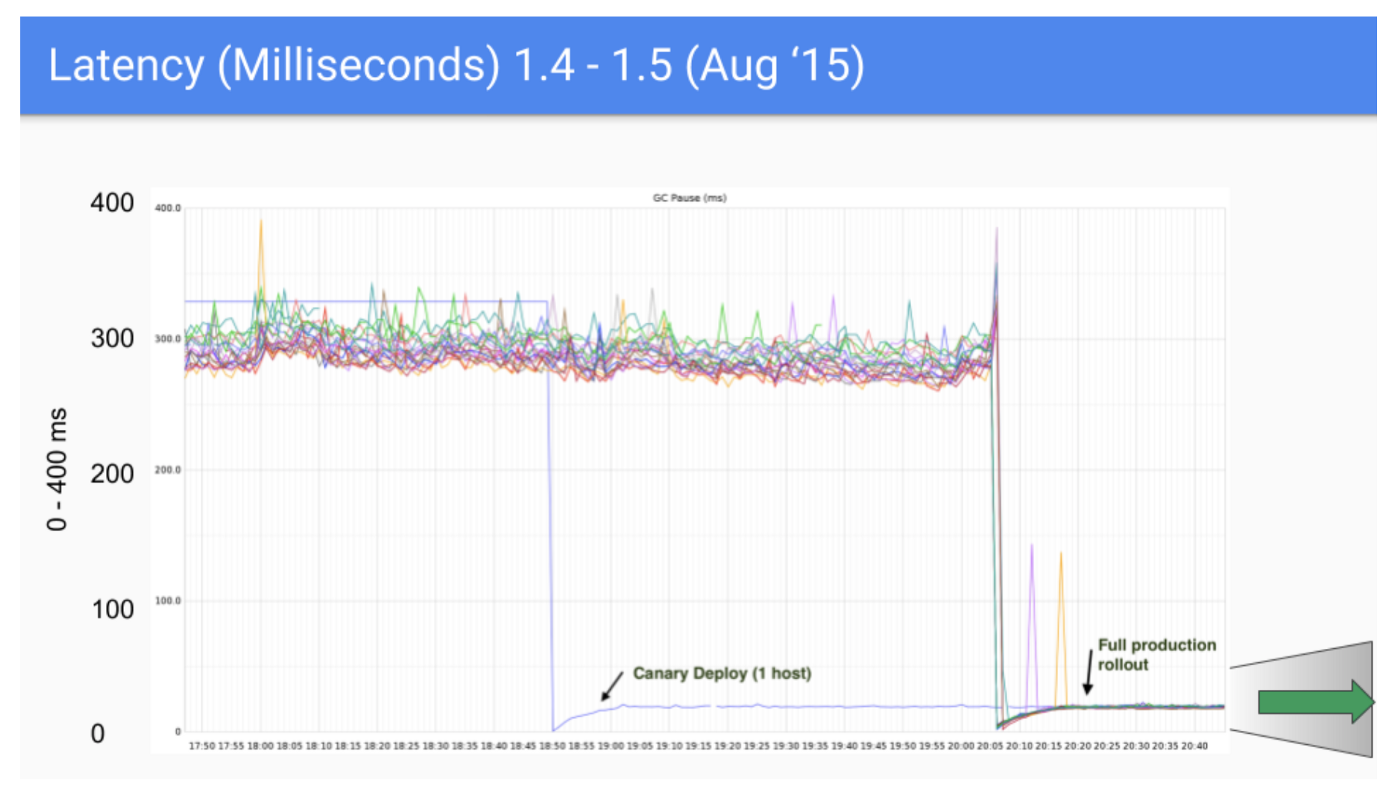 Latency (Milliseconds) 1.4 - 1.5 (Aug ‘15)
GC Pause (ms)
0 - 400 ms
400
300
200
100
0
400.0
300.0
200.0
100.0
0
Canary Deploy (1 host)
Full production
rollout
17:50 17:55 18:00 18:05 18:10 18:15 18:20 18:25 18:30 18:35 18:40 18:45 18:50 18:55 19:00 19:05 19:10 19:15 19:20 19:25 19:30 19:35 19:40 19:45 19:50 19:55 20:00 20:05 20:10 20:15 20:20 20:25 20:30 20:35 20:40